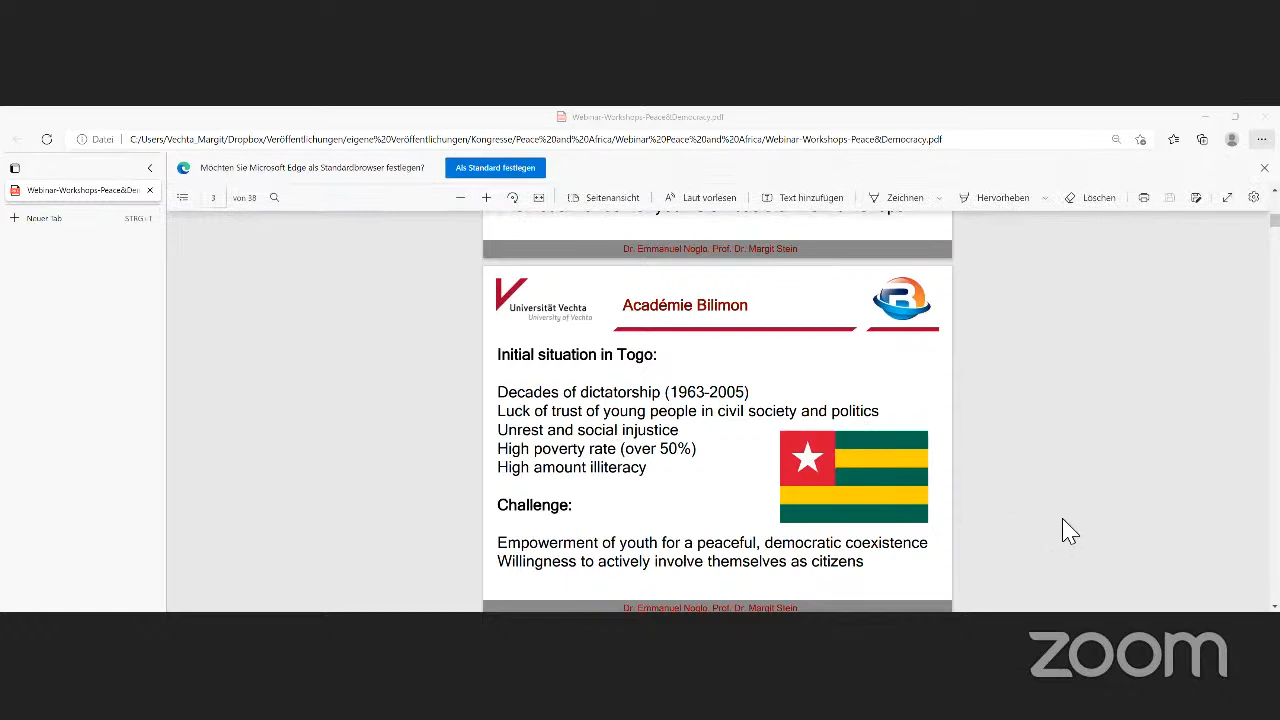 Webinar-Workshops-Peace&Democracy.pdf
Datei
C:/Users/Vechta_Margit/Dropbox/Veröffentlichungen/eigene%20Veröffentlichungen/Kongresse/Peace%20and%20Africa/Webinar%20Peace%20and%20Africa/Webinar-Workshops-Peace&Democracy.pdf
Möchten Sie Microsoft Edge als Standardbrowser festlegen?
Als Standard festlegen
Webinar-Workshops-Peace&Den
3 von 38
Seitenansicht
Laut vorlesen
Text hinzufügen
Zeichnen
Hervorheben
Löschen
Neuer Tab
STRG+T
Dr. Emmanuel Noglo, Prof. Dr. Margit Stein
Universität Vechta
University of Vechta
Académie Bilimon
B
Initial situation in Togo:
Decades of dictatorship (1963-2005)
Luck of trust of young people in civil society and politics
Unrest and social injustice
High poverty rate (over 50%)
High amount illiteracy
Challenge:
Empowerment of youth for a peaceful, democratic coexistence
Willingness to actively involve themselves as citizens
Dr. Emmanuel Noglo, Prof. Dr. Margit Stein
zoom